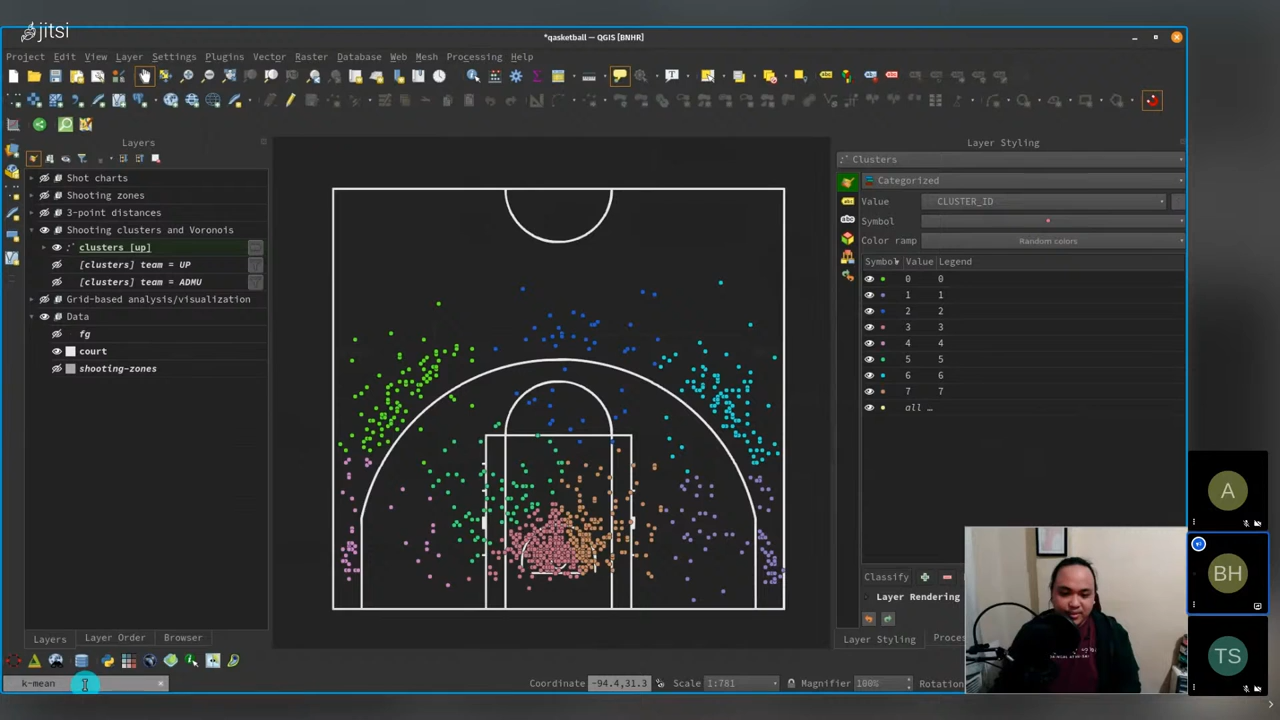 jitsi
*qasketball — QGIS [BNHR]
Project Edit View Layer Settings Plugins Vector Raster Database Web Mesh Processing Help
Layers
Shot charts
Shooting zones
3-point distances
Shooting clusters and Voronois
clusters [up]
[clusters] team = UP
[clusters] team = ADMU
Grid-based analysis/visualization
Data
fg
court
shooting-zones
Layers Layer Order Browser
k-mean
Coordinate -94.4,31.3 Scale 1:781 Magnifier 100% Rotation
Layer Styling
Clusters
Categorized
Value CLUSTER_ID
Symbol
Color ramp Random colors
Symbol Value Legend
0 0
1 1
2 2
3 3
4 4
5 5
6 6
7 7
all ...
Classify
Layer Rendering
Layer Styling Proce
A
BH
TS